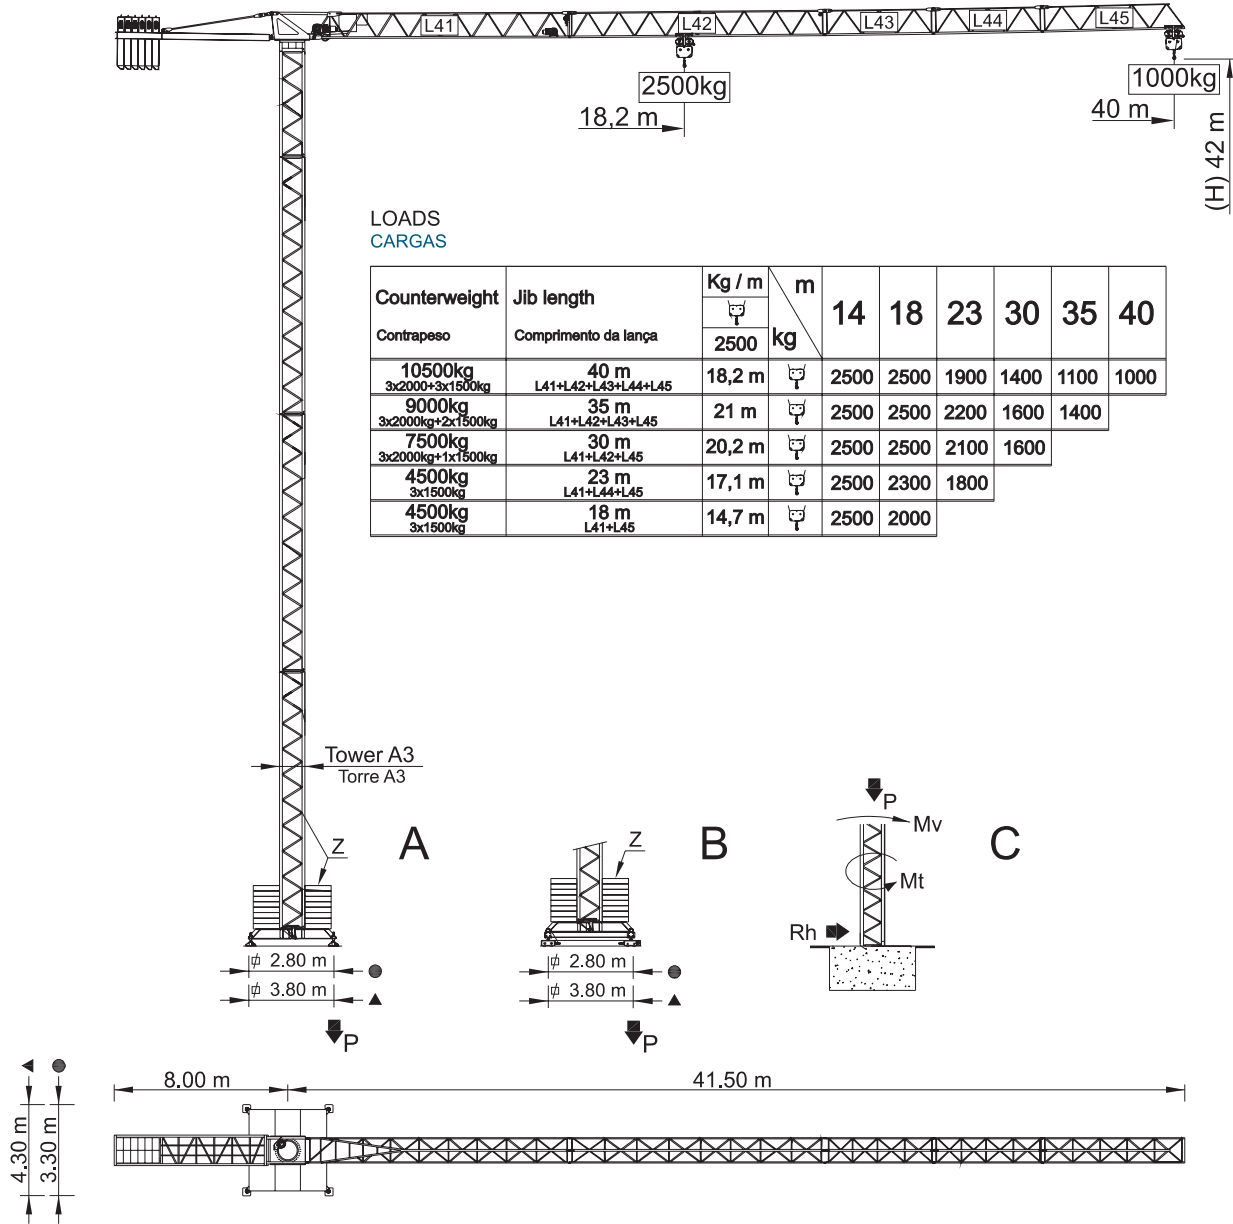 L41
L42
L43
L44
L45
2500kg
18,2 m
1000kg
40 m
(H) 42 m
LOADS
CARGAS
Counterweight
Contrapeso
Jib length
Comprimento da lança
Kg / m
2500
m
kg
14 18 23 30 35 40
10500kg 40 m 18,2 m 2500 2500 1900 1400 1100 1000
3x2000+3x1500kg L41+L42+L43+L44+L45
9000kg 35 m 21 m 2500 2500 2200 1600 1400
3x2000kg+2x1500kg L41+L42+L43+L45
7500kg 30 m 20,2 m 2500 2500 2100 1600
3x2000kg+1x1500kg L41+L42+L45
4500kg 23 m 17,1 m 2500 2300 1800
3x1500kg L41+L44+L45
4500kg 18 m 14,7 m 2500 2000
3x1500kg L41+L45
Tower A3
Torre A3
Z
A
Z
B
P
Mv
Mt
Rh
C
2.80 m
3.80 m
P
2.80 m
3.80 m
P
8.00 m
41.50 m
4.30 m
3.30 m